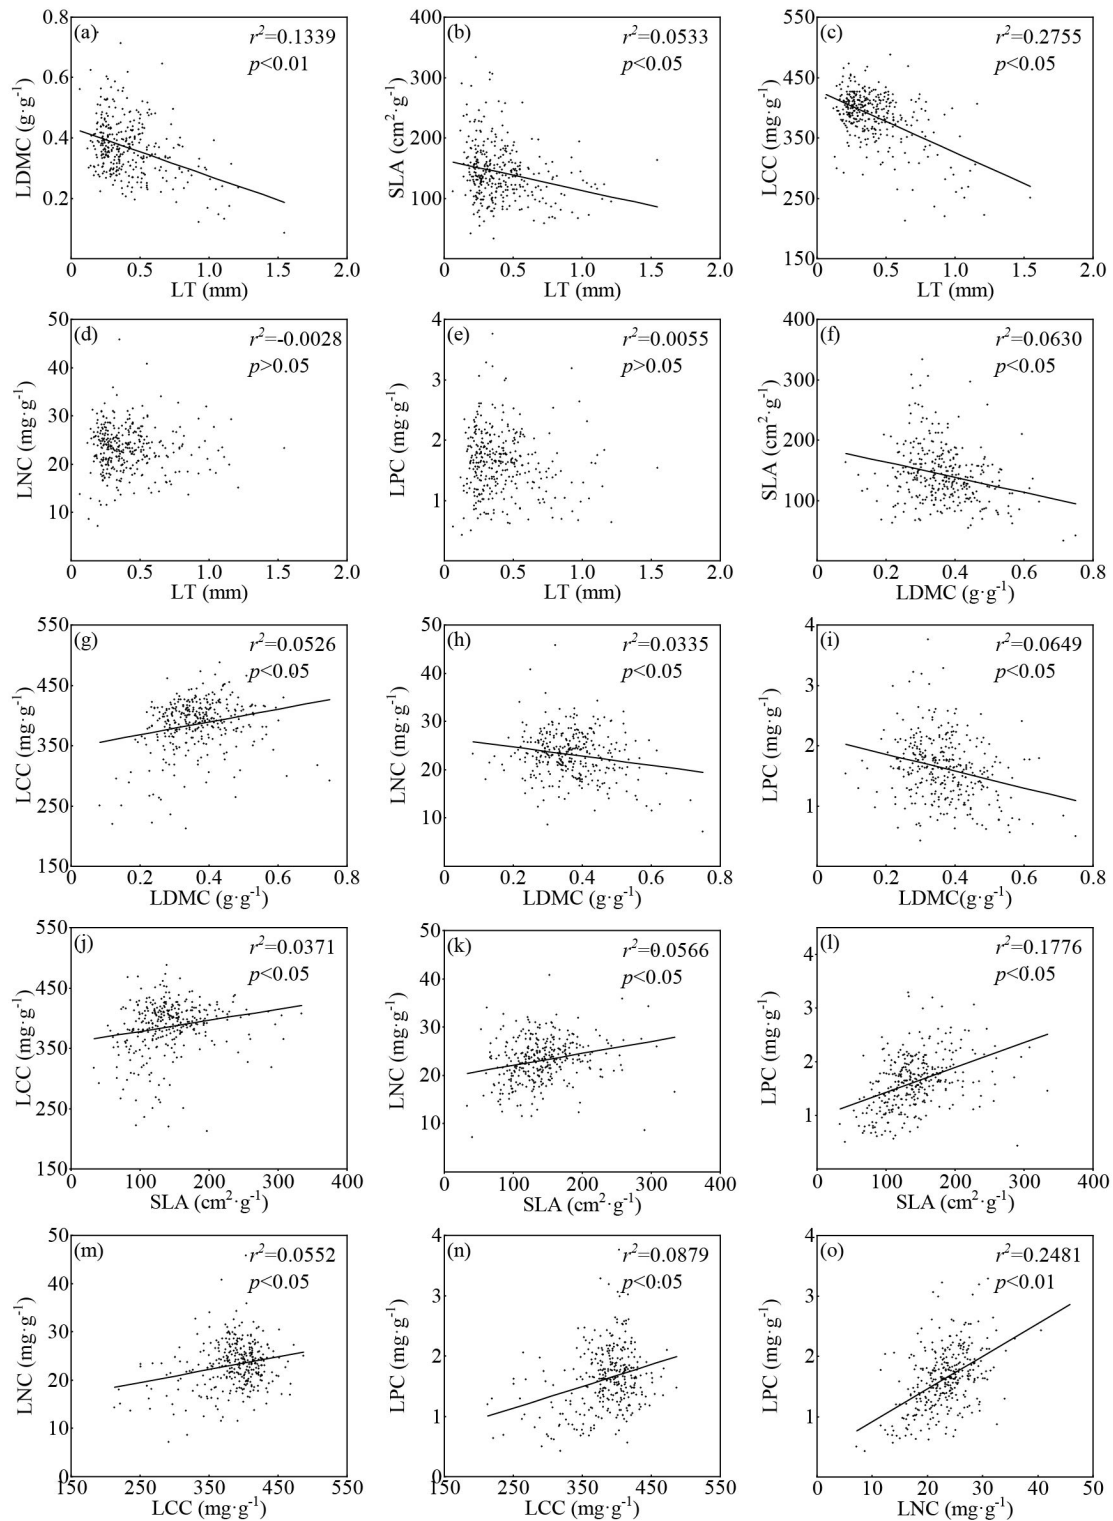 (a)
r²=0.1339
p<0.01
0.8
0.6
0.4
0.2
LDMC (g·g⁻¹)
0 0.5 1.0 1.5 2.0
LT (mm)
(b)
r²=0.0533
p<0.05
400
300
200
100
SLA (cm²·g⁻¹)
0 0.5 1.0 1.5 2.0
LT (mm)
(c)
r²=0.2755
p<0.05
550
450
350
250
150
LCC (mg·g⁻¹)
0 0.5 1.0 1.5 2.0
LT (mm)
(d)
r²=-0.0028
p>0.05
50
40
30
20
10
LNC (mg·g⁻¹)
0 0.5 1.0 1.5 2.0
LT (mm)
(e)
r²=0.0055
p>0.05
4
1
2
1
LPC (mg·g⁻¹)
0 0.5 1.0 1.5 2.0
LT (mm)
(f)
r²=0.0630
p<0.05
400
300
200
100
SLA (cm²·g⁻¹)
0 0.2 0.4 0.6 0.8
LDMC (g·g⁻¹)
(g)
r²=0.0526
p<0.05
550
450
350
250
150
LCC (mg·g⁻¹)
0 0.2 0.4 0.6 0.8
LDMC (g·g⁻¹)
(h)
r²=0.0335
p<0.05
50
40
30
20
10
LNC (mg·g⁻¹)
0 0.2 0.4 0.6 0.8
LDMC (g·g⁻¹)
(i)
r²=0.0649
p<0.05
4
3
2
1
LPC (mg·g⁻¹)
0 0.2 0.4 0.6 0.8
LDMC(g·g⁻¹)
(j)
r²=0.0371
p<0.05
550
450
350
250
150
LCC (mg·g⁻¹)
0 100 200 300 400
SLA (cm²·g⁻¹)
(k)
r²=0.0566
p<0.05
50
40
30
20
10
LNC (mg·g⁻¹)
0 100 200 300 400
SLA (cm²·g⁻¹)
(l)
r²=0.1776
p<0.05
4
3
2
1
LPC (mg·g⁻¹)
0 100 200 300 400
SLA (cm²·g⁻¹)
(m)
r²=0.0552
p<0.05
50
40
30
20
10
0
LNC (mg·g⁻¹)
150 250 350 450 550
LCC (mg·g⁻¹)
(n)
r²=0.0879
p<0.05
4
3
2
1
0
LPC (mg·g⁻¹)
150 250 350 450 550
LCC (mg·g⁻¹)
(o)
r²=0.2481
p<0.01
4
3
2
1
LPC (mg·g⁻¹)
0 10 20 30 40 50
LNC (mg·g⁻¹)